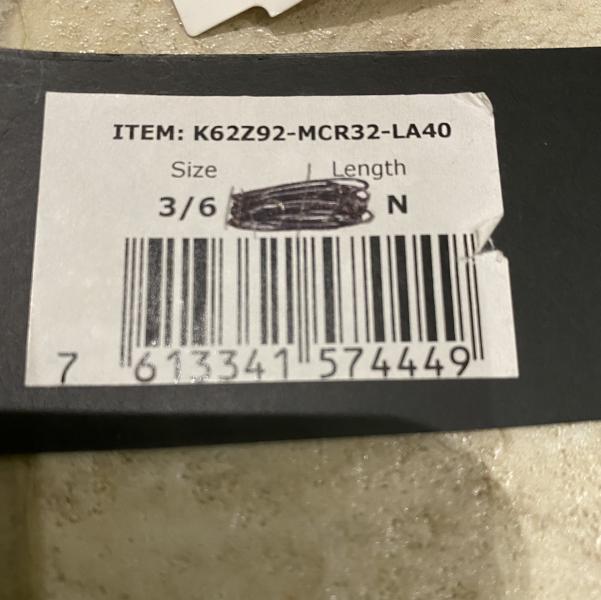 ITEM: K62Z92-MCR32-LA40
Size Length
3/6 N
7 613341 574449